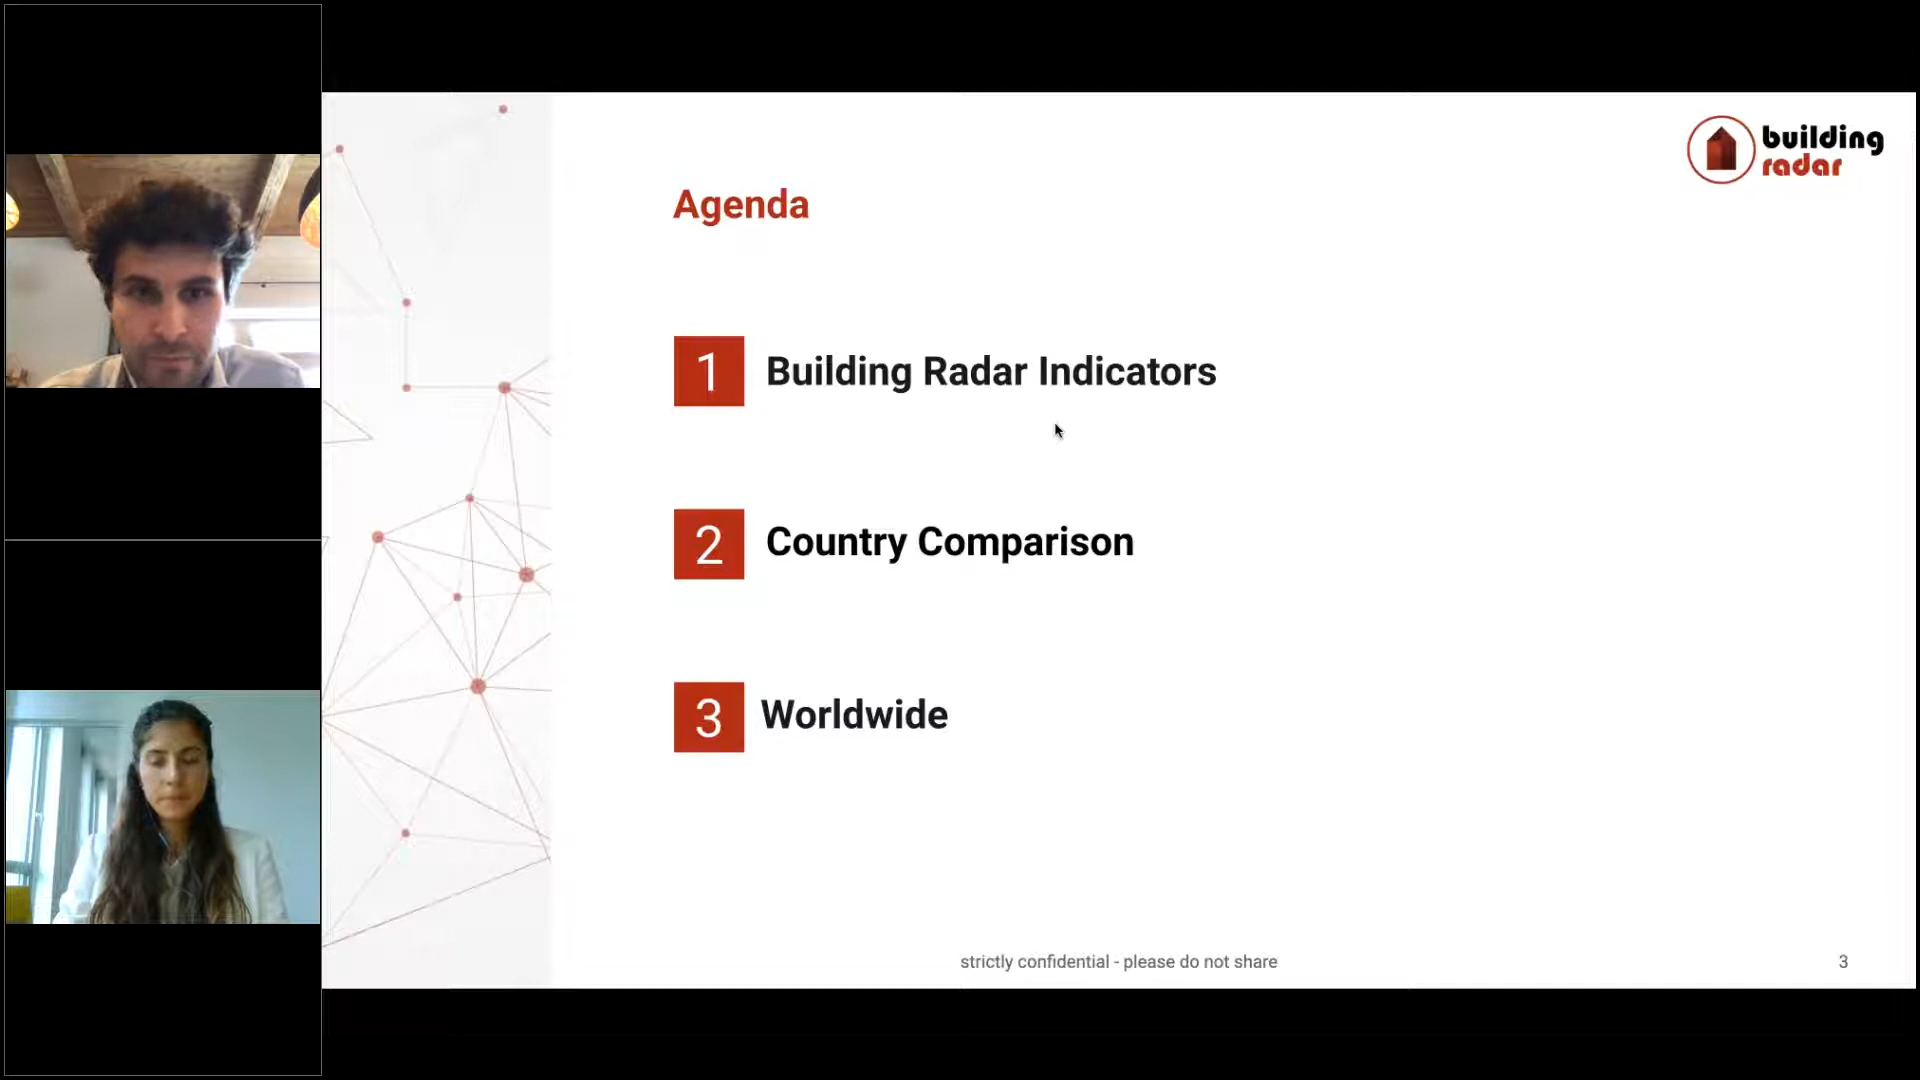 building
radar
Agenda
1 Building Radar Indicators
2 Country Comparison
3 Worldwide
strictly confidential - please do not share
3